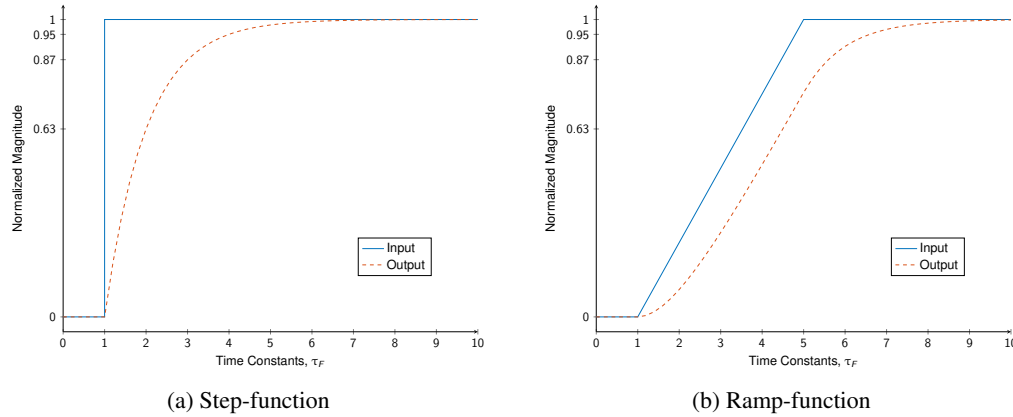 1
0.95
0.87
0.63
0
Normalized Magnitude
Input
Output
0 1 2 3 4 5 6 7 8 9 10
Time Constants, τF
(a) Step-function
1
0.95
0.87
0.63
0
Normalized Magnitude
Input
Output
0 1 2 3 4 5 6 7 8 9 10
Time Constants, τF
(b) Ramp-function